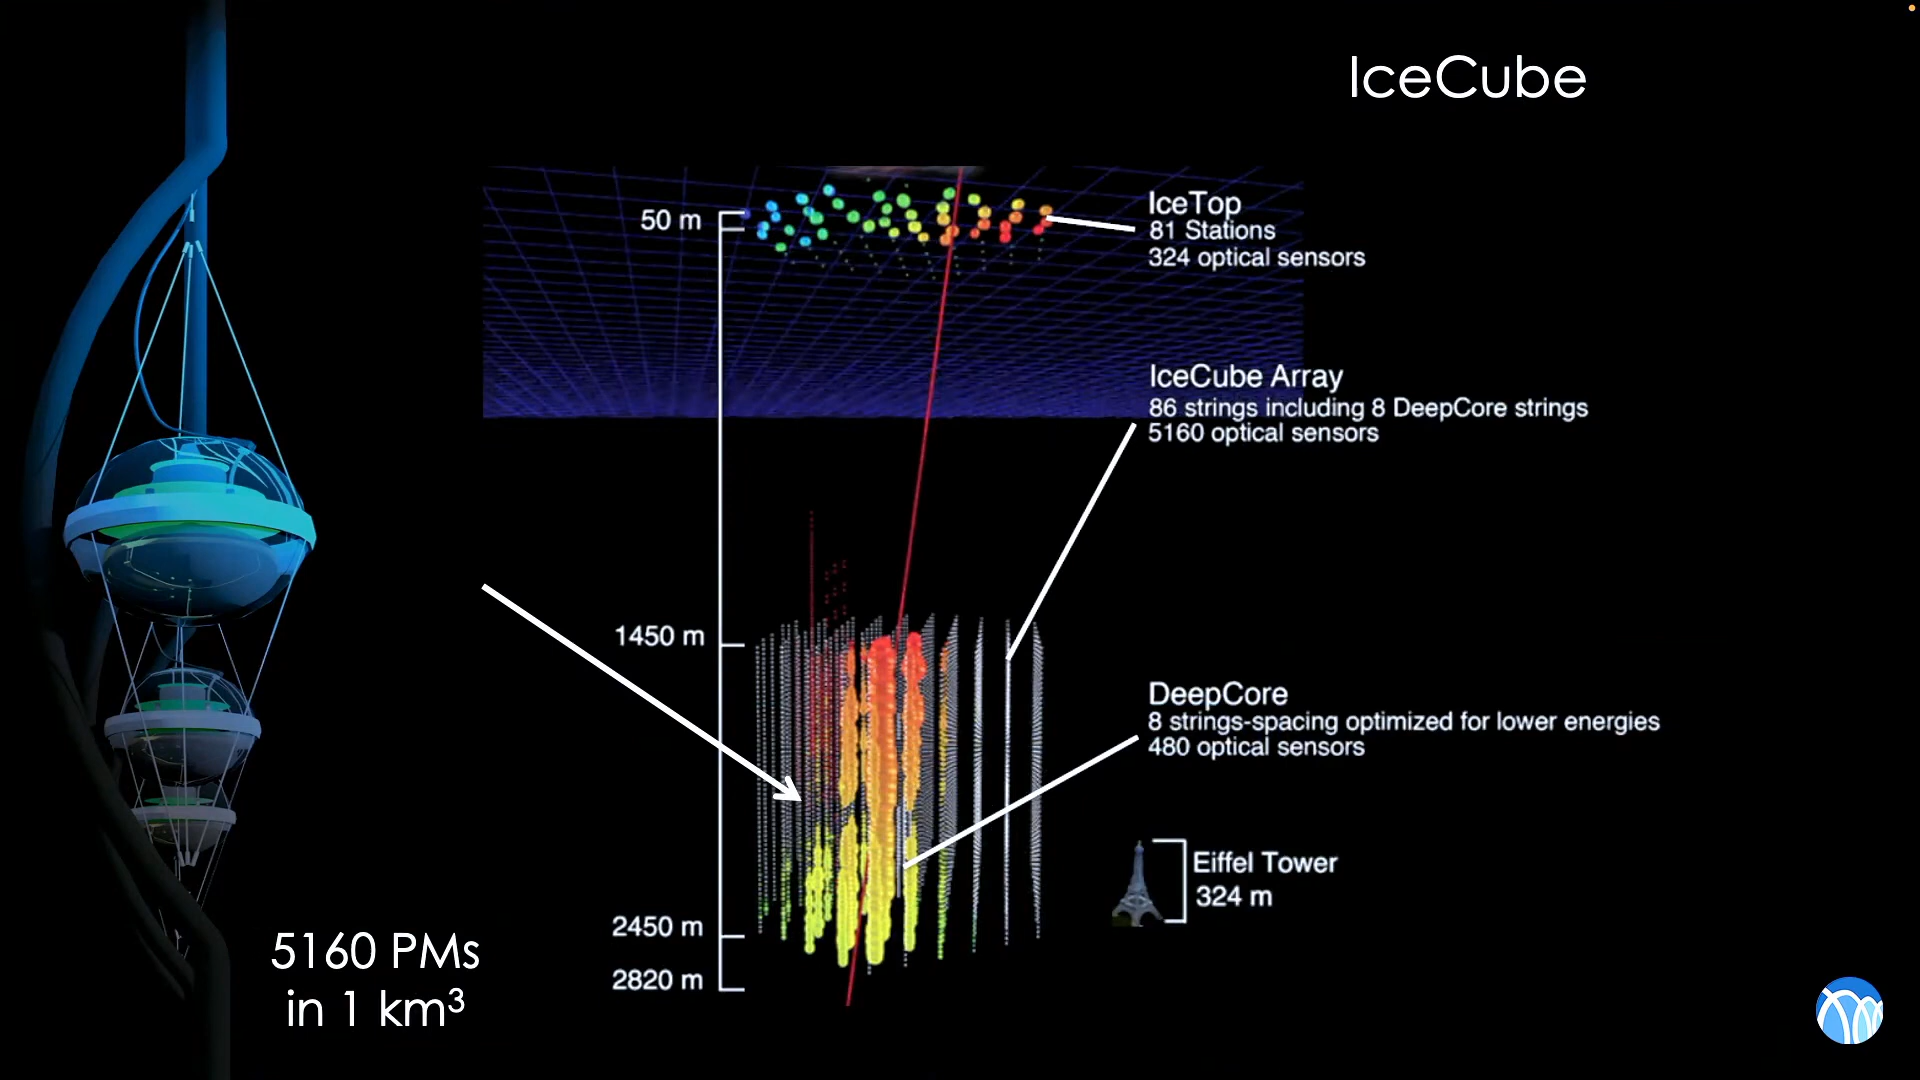 IceCube
50 m
IceTop
81 Stations
324 optical sensors
IceCube Array
86 strings including 8 DeepCore strings
5160 optical sensors
1450 m
DeepCore
8 strings-spacing optimized for lower energies
480 optical sensors
Eiffel Tower
324 m
2450 m
2820 m
5160 PMs
in 1 km³